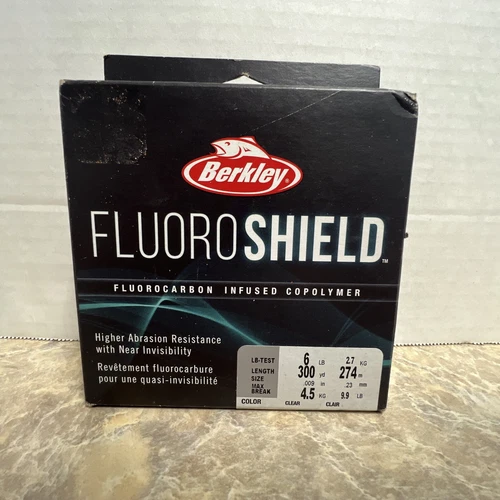 Berkley®
FLUOROSHIELD™
FLUOROCARBON INFUSED COPOLYMER
Higher Abrasion Resistance
with Near Invisibility
Revêtement fluorocarbure
pour une quasi-invisibilité
LB-TEST 6 LB 2.7 KG
LENGTH 300 yd 274 m
SIZE .009 in .23 mm
MAX BREAK 4.5 KG 9.9 LB
COLOR CLEAR CLAIR